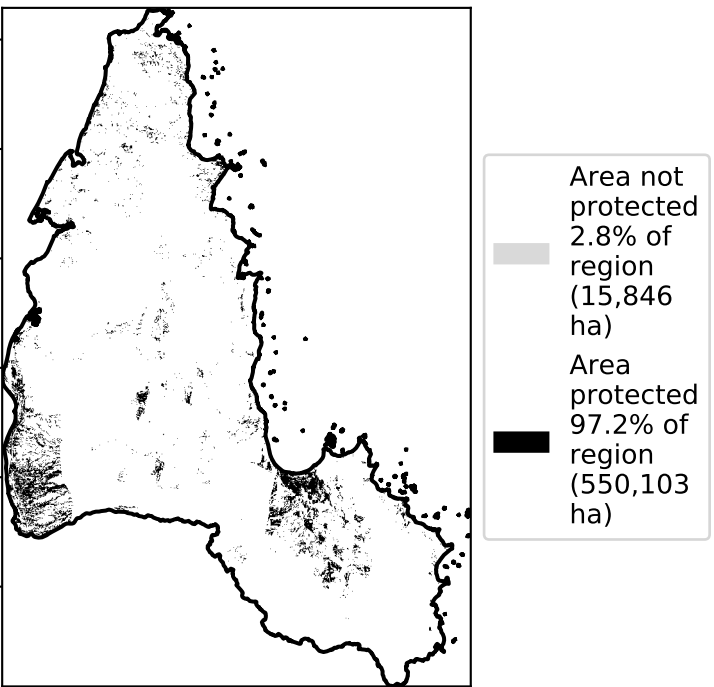 Area not
protected
2.8% of
region
(15,846
ha)
Area
protected
97.2% of
region
(550,103
ha)